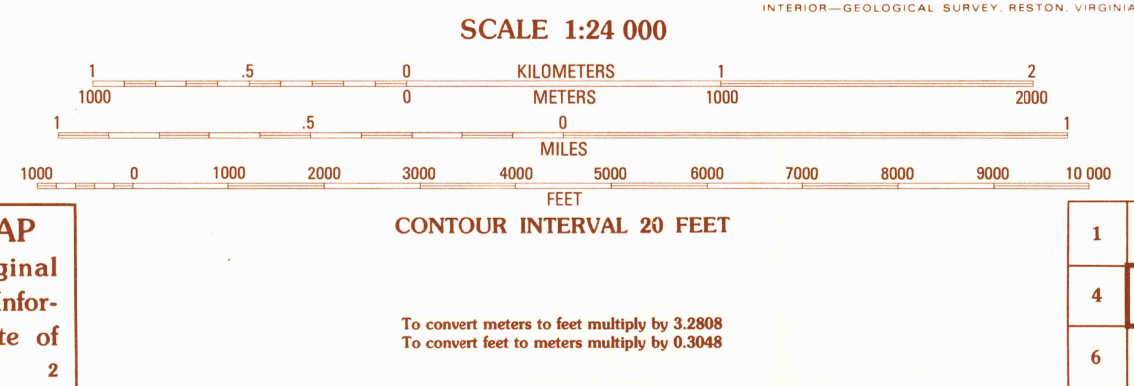 INTERIOR—GEOLOGICAL SURVEY, RESTON, VIRGINIA
SCALE 1:24 000
1 .5 0 KILOMETERS 1 2
1000 0 METERS 1000 2000
1 .5 0 1
MILES
1000 0 1000 2000 3000 4000 5000 6000 7000 8000 9000 10 000
FEET
CONTOUR INTERVAL 20 FEET
To convert meters to feet multiply by 3.2808
To convert feet to meters multiply by 0.3048
AP
ginal
nfor-
te of
2
1
4
6